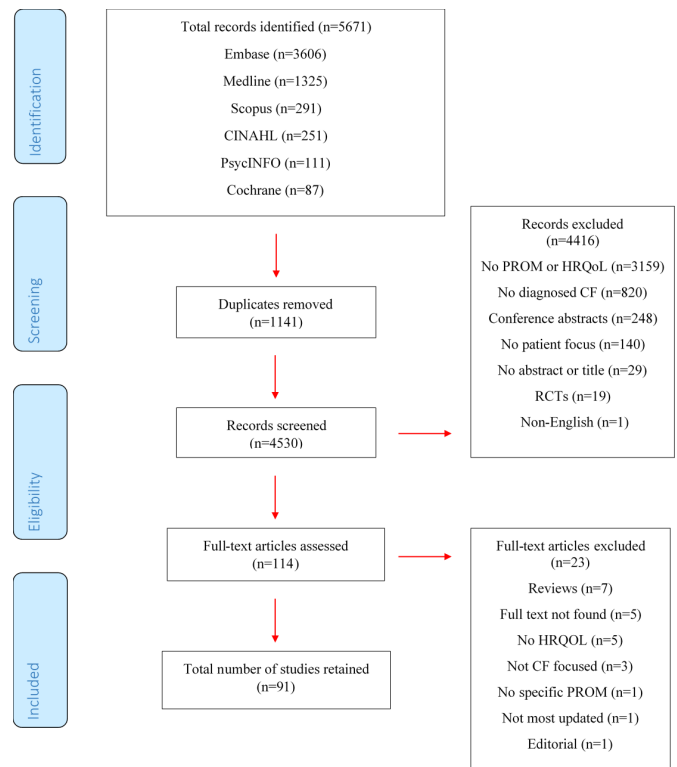 Identification
Total records identified (n=5671)
Embase (n=3606)
Medline (n=1325)
Scopus (n=291)
CINAHL (n=251)
PsycINFO (n=111)
Cochrane (n=87)
Screening
Duplicates removed
(n=1141)
Records screened
(n=4530)
Records excluded
(n=4416)
No PROM or HRQoL (n=3159)
No diagnosed CF (n=820)
Conference abstracts (n=248)
No patient focus (n=140)
No abstract or title (n=29)
RCTs (n=19)
Non-English (n=1)
Eligibility
Full-text articles assessed
(n=114)
Full-text articles excluded
(n=23)
Reviews (n=7)
Full text not found (n=5)
No HRQOL (n=5)
Not CF focused (n=3)
No specific PROM (n=1)
Not most updated (n=1)
Editorial (n=1)
Included
Total number of studies retained
(n=91)